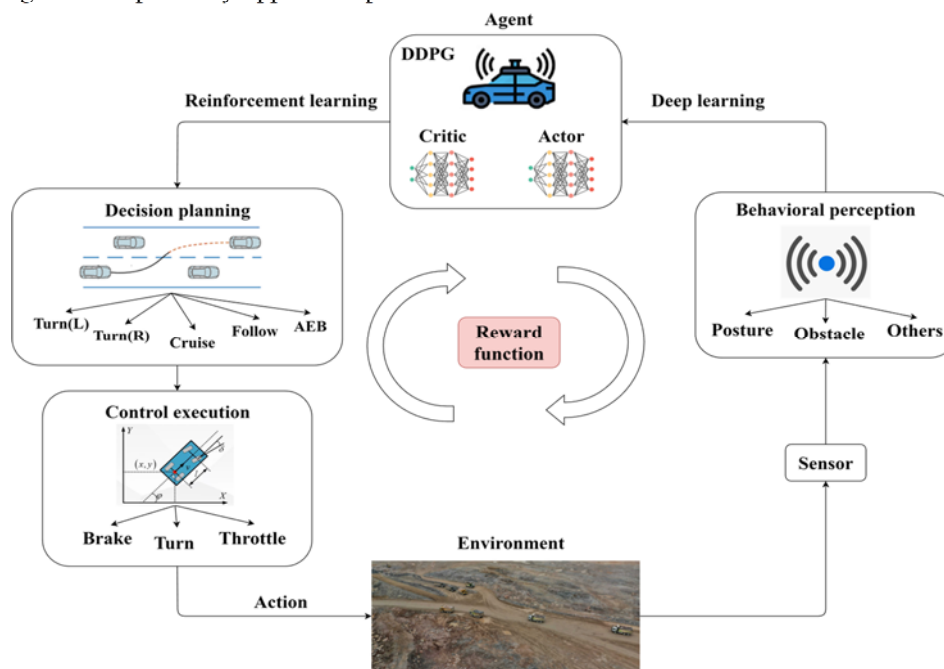 Agent
DDPG
Critic
Actor
Reinforcement learning
Deep learning
Decision planning
Turn(L)
Turn(R)
Cruise
Follow
AEB
Behavioral perception
Posture
Obstacle
Others
Reward
function
Control execution
Y
(x, y)
l
δ
φ
X
Brake
Turn
Throttle
Sensor
Environment
Action